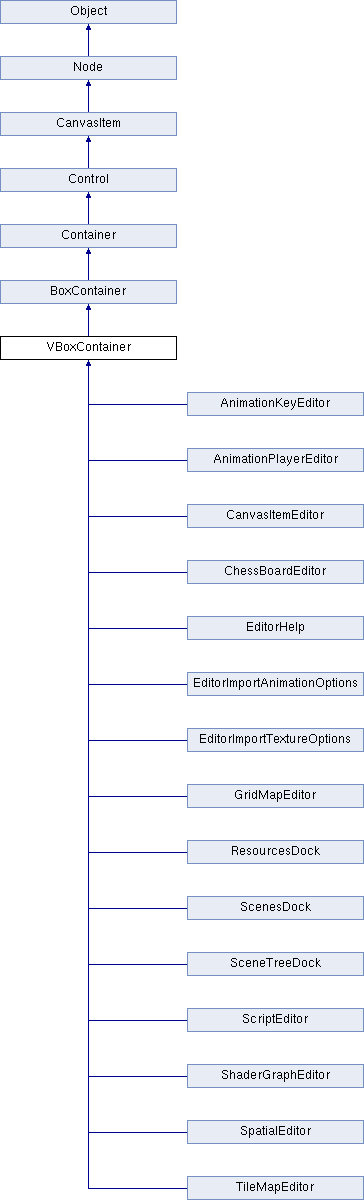 Object
Node
CanvasItem
Control
Container
BoxContainer
VBoxContainer
AnimationKeyEditor
AnimationPlayerEditor
CanvasItemEditor
ChessBoardEditor
EditorHelp
EditorImportAnimationOptions
EditorImportTextureOptions
GridMapEditor
ResourcesDock
ScenesDock
SceneTreeDock
ScriptEditor
ShaderGraphEditor
SpatialEditor
TileMapEditor